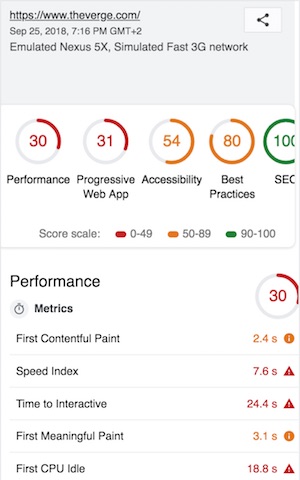 https://www.theverge.com/
Sep 25, 2018, 7:16 PM GMT+2
Emulated Nexus 5X, Simulated Fast 3G network
30 31 54 80 100
Performance Progressive Web App Accessibility Best Practices SEO
Score scale: 0-49 50-89 90-100
Performance
30
Metrics
First Contentful Paint 2.4 s
Speed Index 7.6 s
Time to Interactive 24.4 s
First Meaningful Paint 3.1 s
First CPU Idle 18.8 s